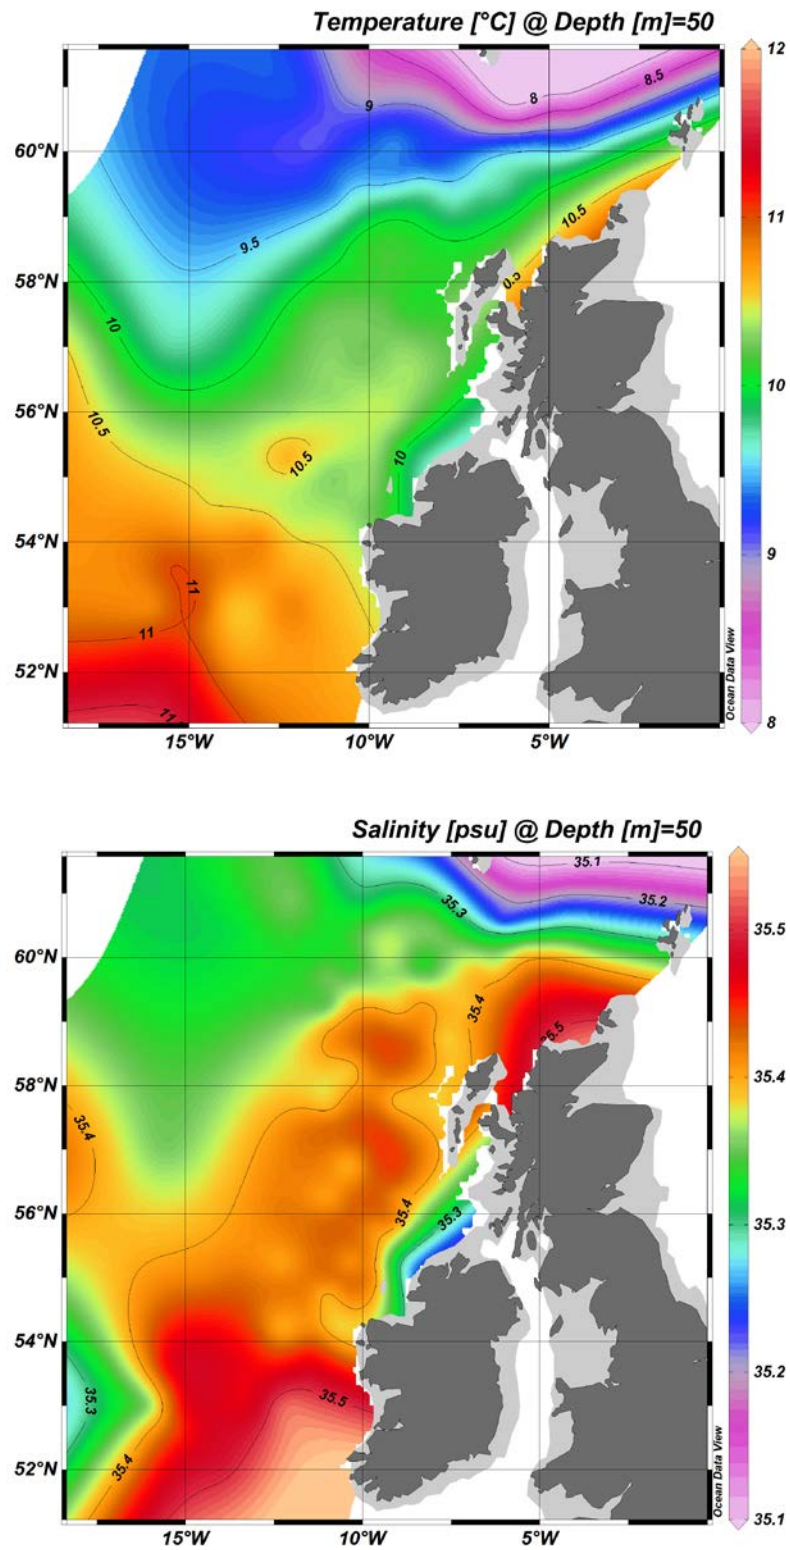 Temperature [°C] @ Depth [m]=50
12
8
8.5
9
60°N
11
10.5
9.5
58°N
0.5
10
10
56°N
10.5
10.5
10
54°N
9
11
11
52°N
11
Ocean Data View
8
15°W 10°W 5°W
Salinity [psu] @ Depth [m]=50
35.1
35.2
35.3
35.5
60°N
35.4
35.5
58°N
35.4
35.4
56°N
35.4
35.3
35.3
54°N
35.2
35.3
35.5
52°N
35.4
Ocean Data View
35.1
15°W 10°W 5°W